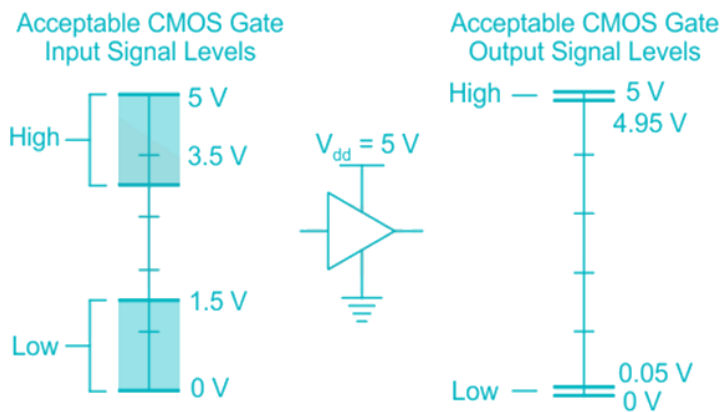 Acceptable CMOS Gate
Input Signal Levels
5 V
High
3.5 V
1.5 V
Low
0 V
Vdd = 5 V
Acceptable CMOS Gate
Output Signal Levels
High
5 V
4.95 V
0.05 V
Low
0 V